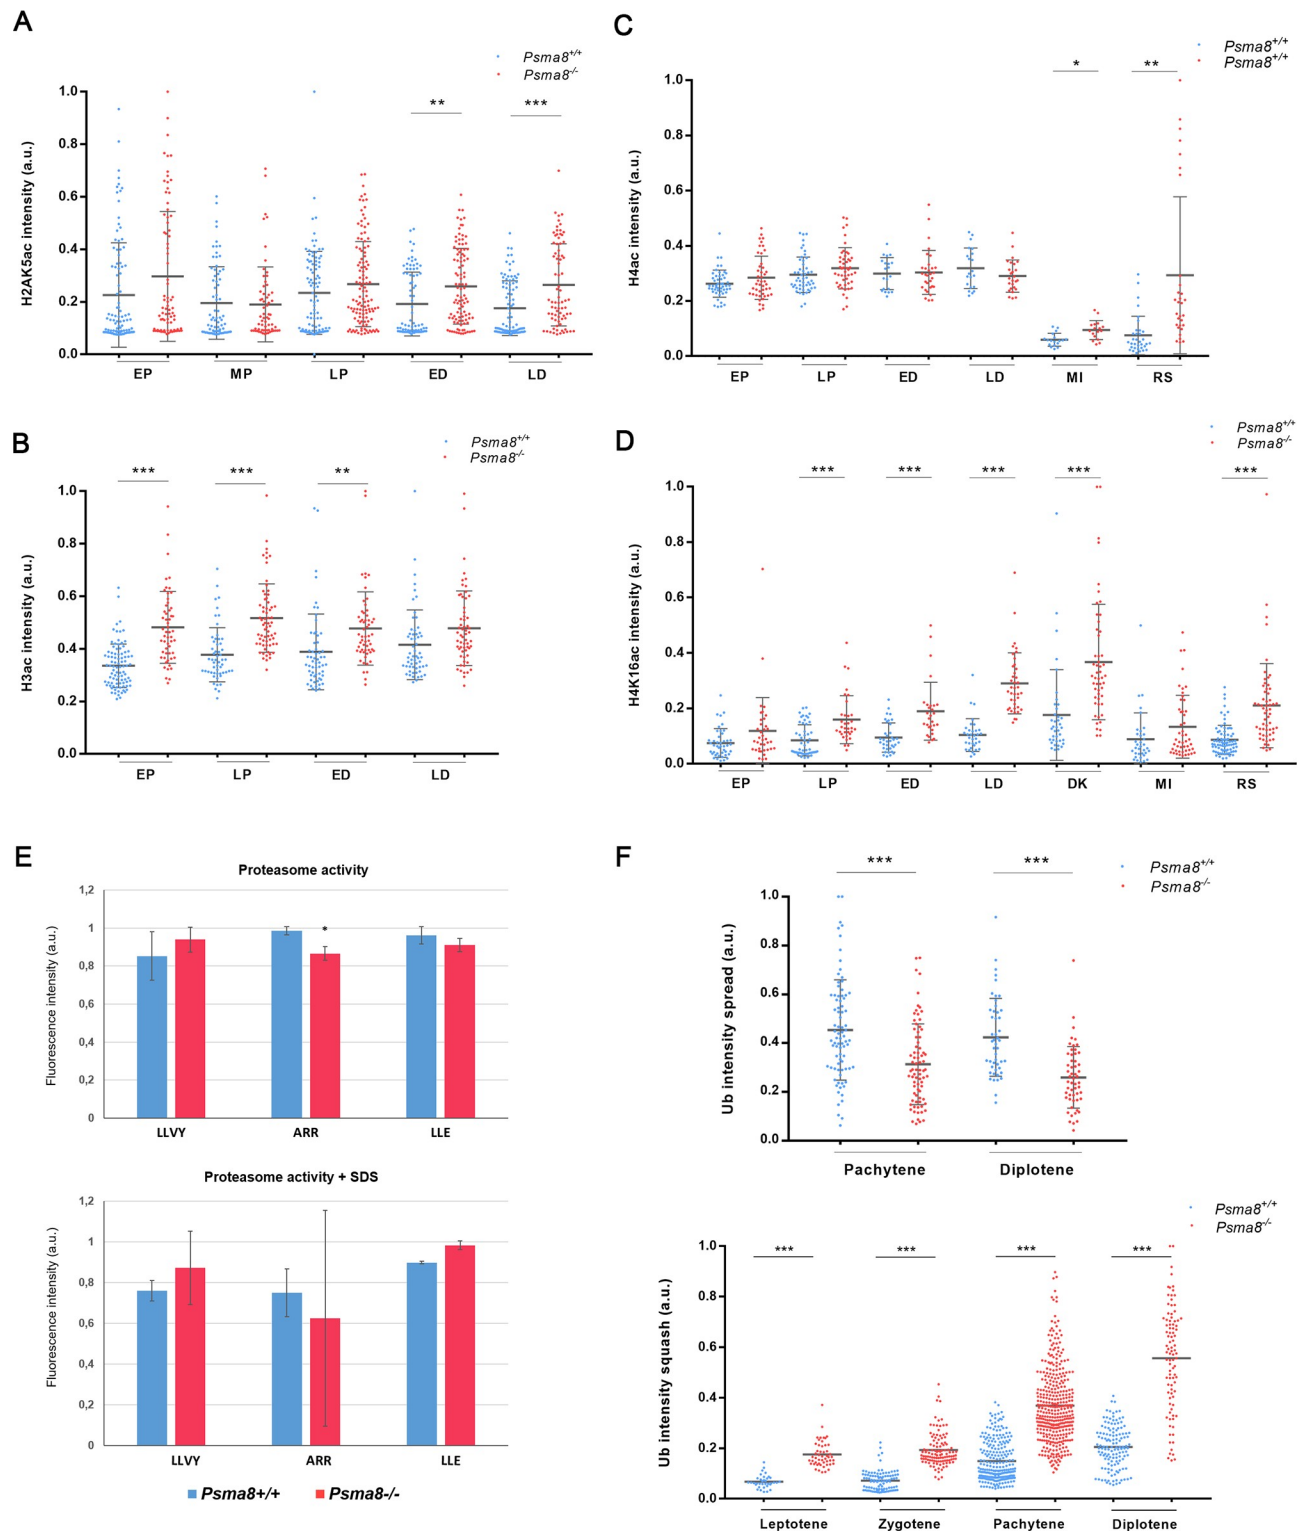 A
Psma8+/+
Psma8-/-
** ***
H2AK5ac intensity (a.u.)
1.0
0.8
0.6
0.4
0.2
0.0
EP MP LP ED LD
B
Psma8+/+
Psma8-/-
*** *** **
H3ac intensity (a.u.)
1.0
0.8
0.6
0.4
0.2
0.0
EP LP ED LD
C
Psma8+/+
Psma8+/+
* **
H4ac intensity (a.u.)
1.0
0.8
0.6
0.4
0.2
0.0
EP LP ED LD MI RS
D
Psma8+/+
Psma8-/-
*** *** *** *** ***
H4K16ac intensity (a.u.)
1.0
0.8
0.6
0.4
0.2
0.0
EP LP ED LD DK MI RS
E
Proteasome activity
Fluorescence intensity (a.u.)
1,2
1
0,8
0,6
0,4
0,2
0
*
LLVY ARR LLE
Proteasome activity + SDS
Fluorescence intensity (a.u.)
1,2
1
0,8
0,6
0,4
0,2
0
LLVY ARR LLE
Psma8+/+ Psma8-/-
F
Psma8+/+
Psma8-/-
*** ***
Ub intensity spread (a.u.)
1.0
0.8
0.6
0.4
0.2
0.0
Pachytene Diplotene
Psma8+/+
Psma8-/-
*** *** *** ***
Ub intensity squash (a.u.)
1.0
0.8
0.6
0.4
0.2
0.0
Leptotene Zygotene Pachytene Diplotene